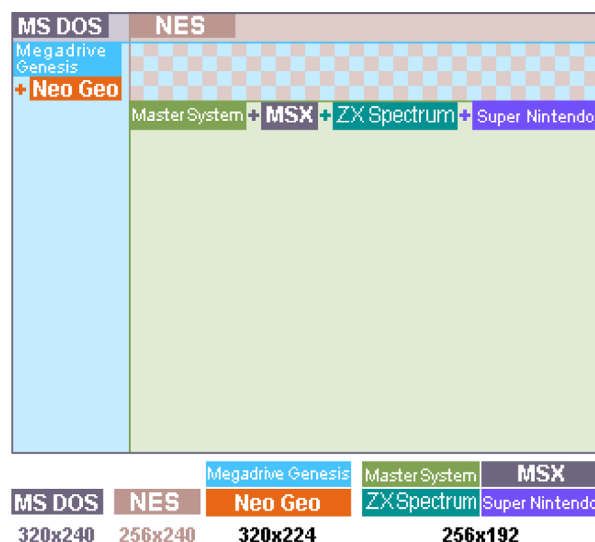 MS DOS NES
Megadrive
Genesis
+ Neo Geo
Master System + MSX + ZX Spectrum + Super Nintendo
Megadrive Genesis Master System MSX
MS DOS NES Neo Geo ZX Spectrum Super Nintendo
320x240 256x240 320x224 256x192